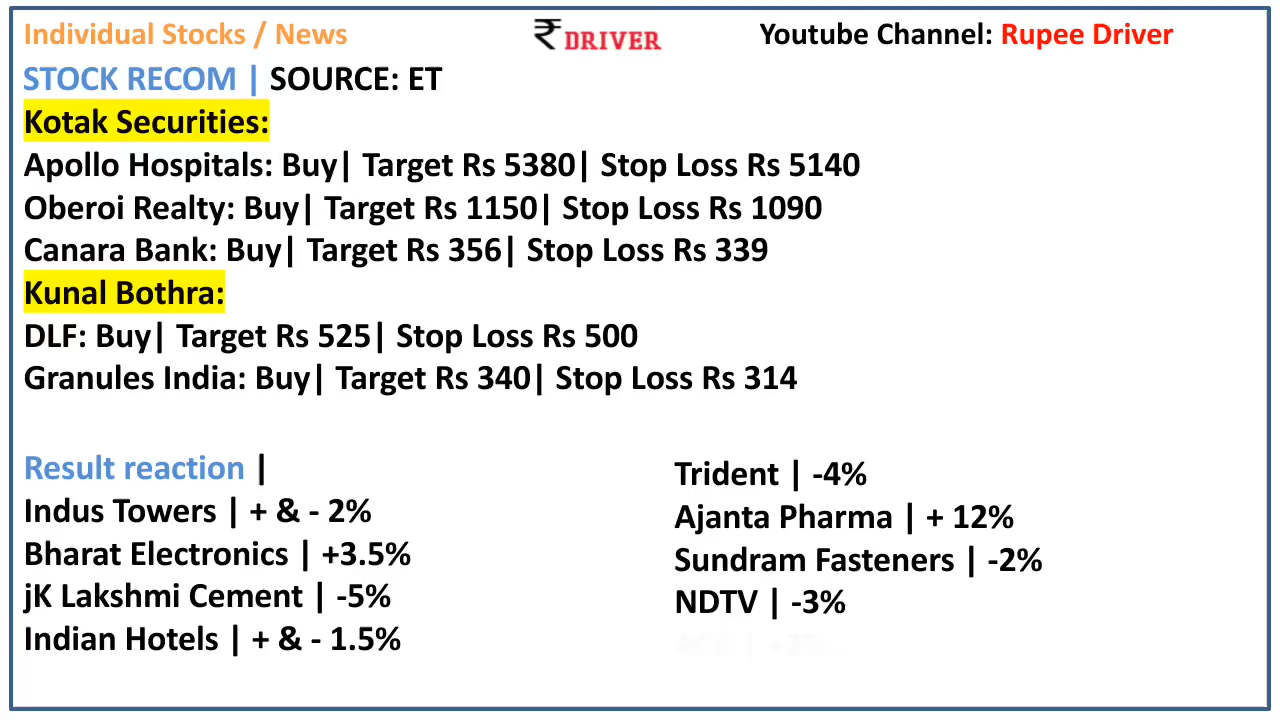 Individual Stocks / News
₹ DRIVER
Youtube Channel: Rupee Driver
STOCK RECOM | SOURCE: ET
Kotak Securities:
Apollo Hospitals: Buy| Target Rs 5380| Stop Loss Rs 5140
Oberoi Realty: Buy| Target Rs 1150| Stop Loss Rs 1090
Canara Bank: Buy| Target Rs 356| Stop Loss Rs 339
Kunal Bothra:
DLF: Buy| Target Rs 525| Stop Loss Rs 500
Granules India: Buy| Target Rs 340| Stop Loss Rs 314
Result reaction |
Indus Towers | + & - 2%
Bharat Electronics | +3.5%
jK Lakshmi Cement | -5%
Indian Hotels | + & - 1.5%
Trident | -4%
Ajanta Pharma | + 12%
Sundram Fasteners | -2%
NDTV | -3%